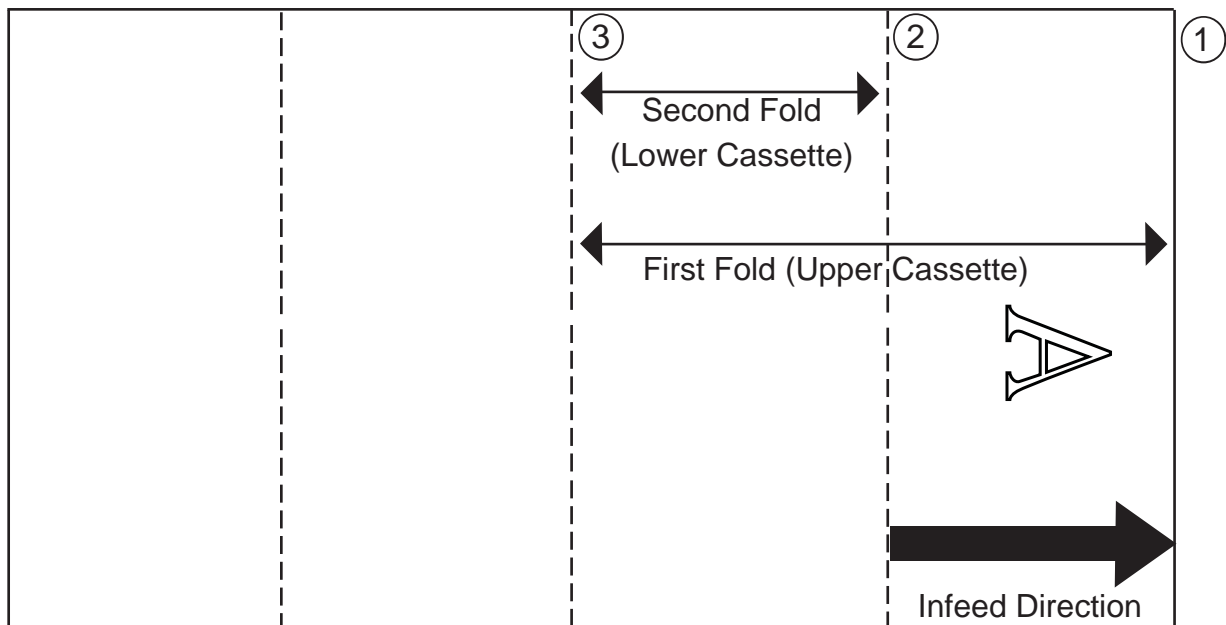 ③ ② ①
Second Fold
(Lower Cassette)
First Fold (Upper Cassette)
A
Infeed Direction